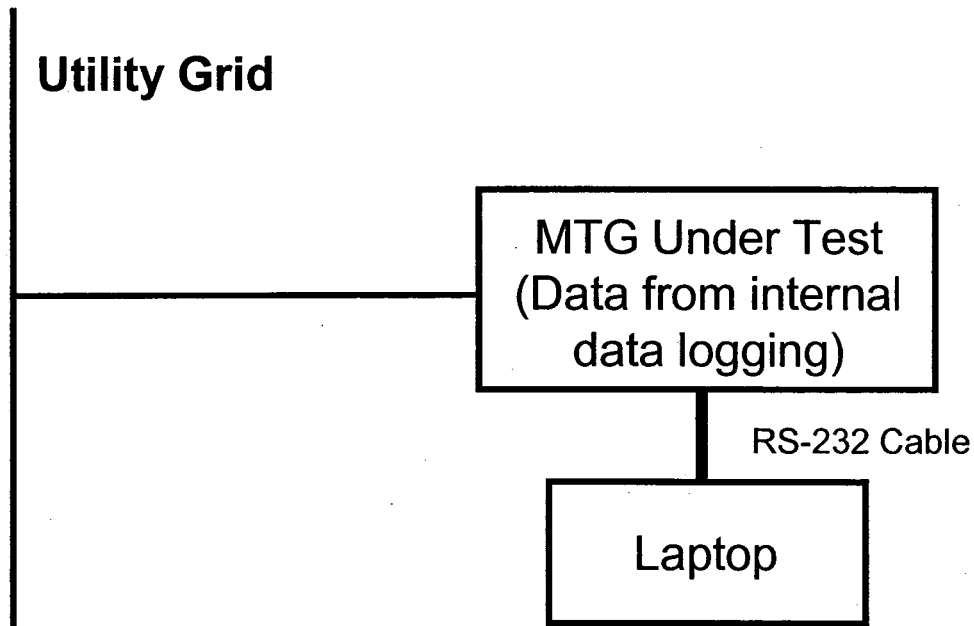 Utility Grid
MTG Under Test
(Data from internal
data logging)
RS-232 Cable
Laptop